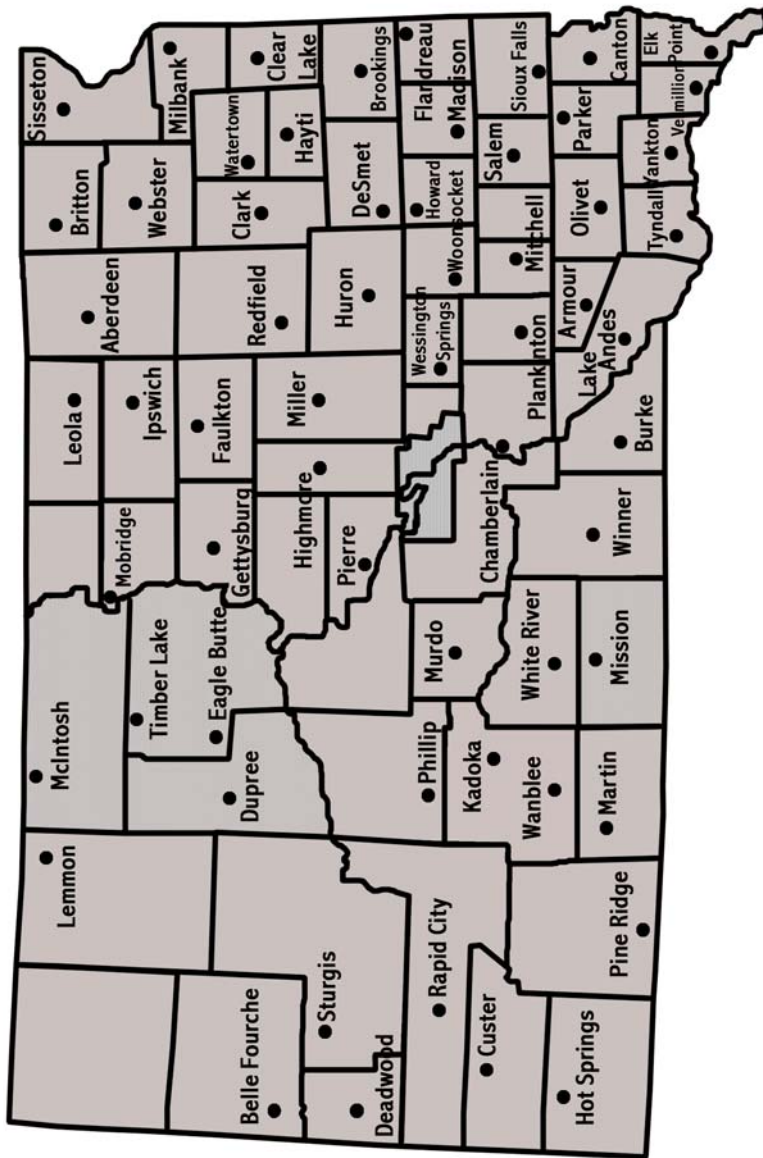 Lemmon
McIntosh
Mobridge
Leola
Ipswich
Aberdeen
Britton
Webster
Sisseton
Milbank
Belle Fourche
Sturgis
Deadwood
Dupree
Timber Lake
Eagle Butte
Gettysburg
Faulkton
Redfield
Clark
Watertown
Hayti
Clear
Lake
Highmore
Pierre
Miller
Huron
DeSmet
Brookings
Rapid City
Custer
Phillip
Murdo
Chamberlain
Wessington
Springs
Woonsocket
Howard
Madison
Flandreau
Kadoka
Wanblee
White River
Plankinton
Mitchell
Salem
Sioux Falls
Hot Springs
Pine Ridge
Martin
Mission
Winner
Burke
Lake
Andes
Armour
Olivet
Parker
Canton
Tyndall
Yankton
Vermillion
Elk
Point